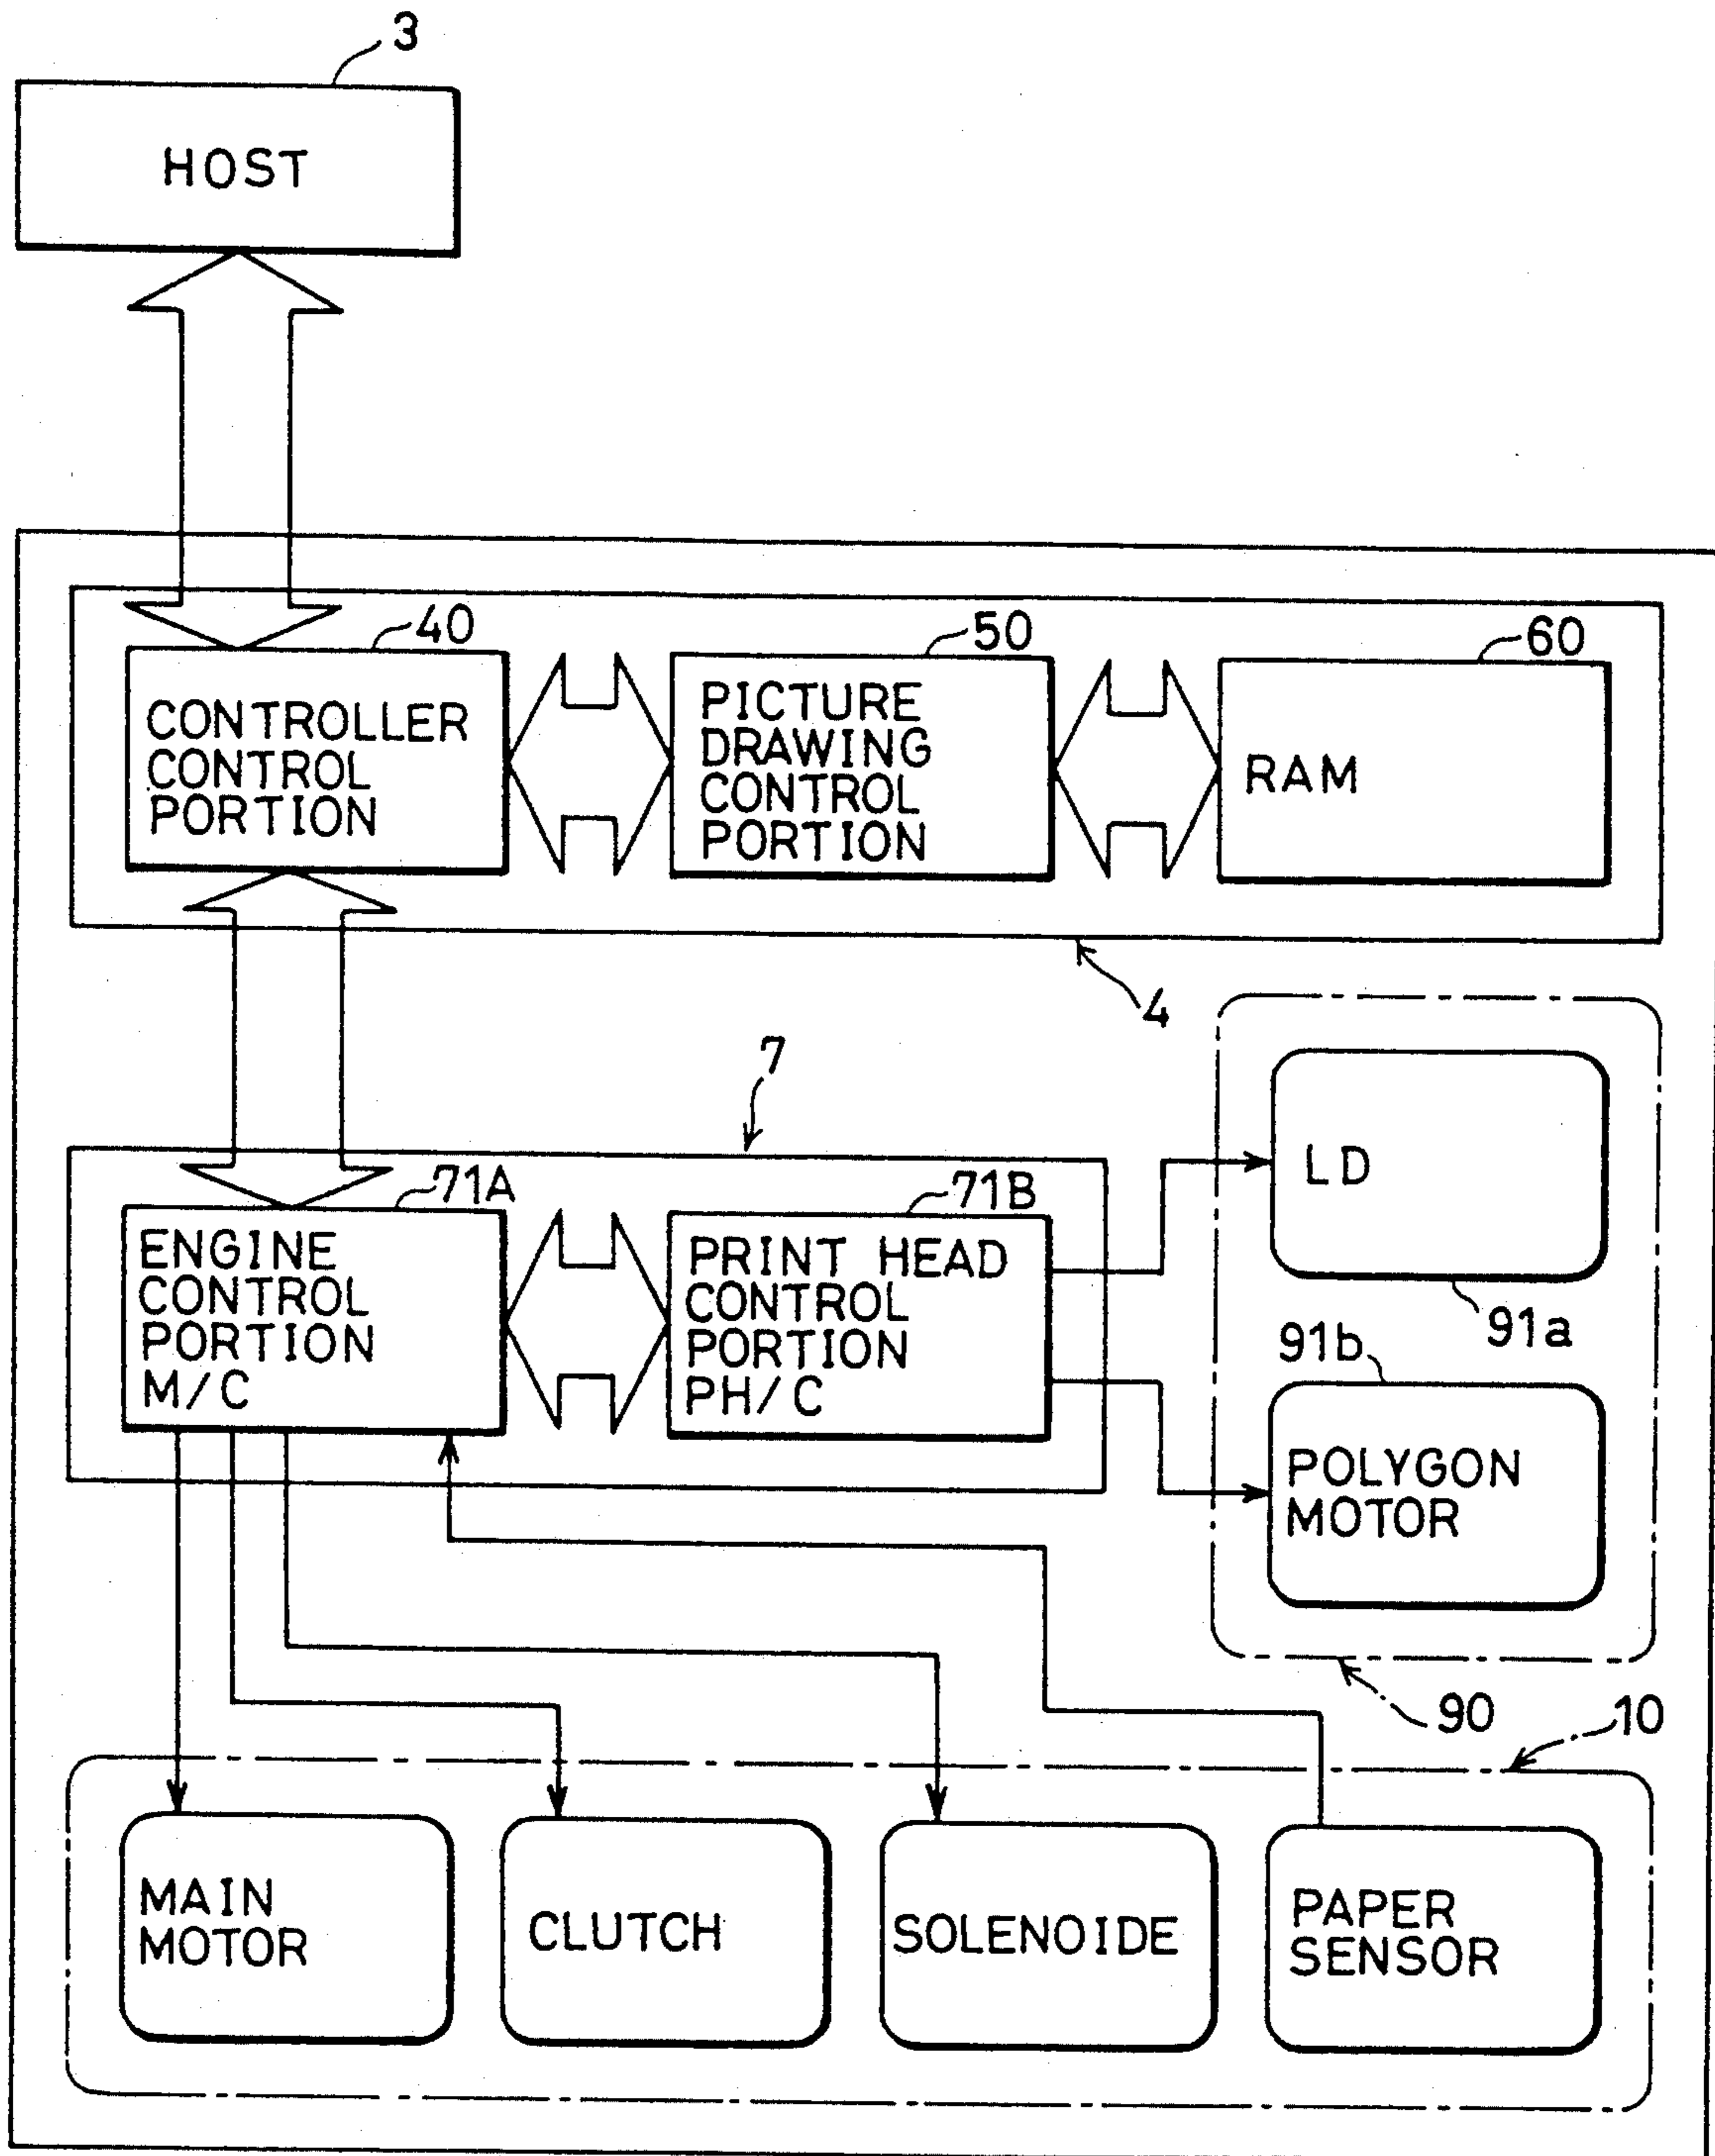 3
HOST
40
50
60
CONTROLLER
CONTROL
PORTION
PICTURE
DRAWING
CONTROL
PORTION
RAM
4
7
71A
71B
ENGINE
CONTROL
PORTION
M/C
PRINT HEAD
CONTROL
PORTION
PH/C
LD
91a
91b
POLYGON
MOTOR
90
10
MAIN
MOTOR
CLUTCH
SOLENOIDE
PAPER
SENSOR